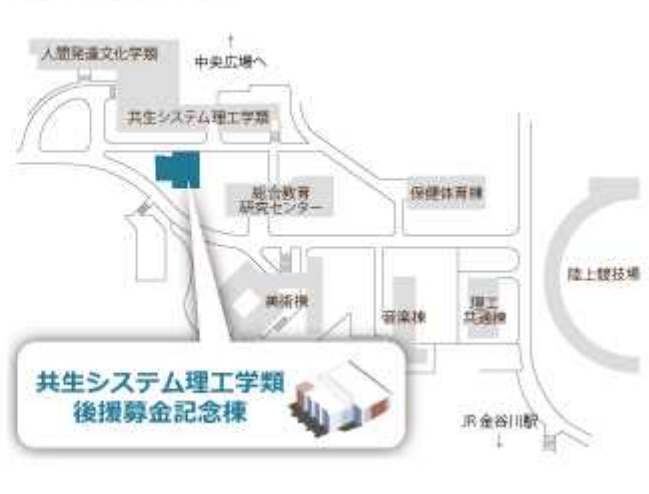 ↑
中央広場へ
人間発達文化学類
共生システム理工学類
総合教育
研究センター
保健体育棟
陸上競技場
美術棟
音楽棟
理工
共通棟
共生システム理工学類
後援募金記念棟
JR金谷川駅
↓